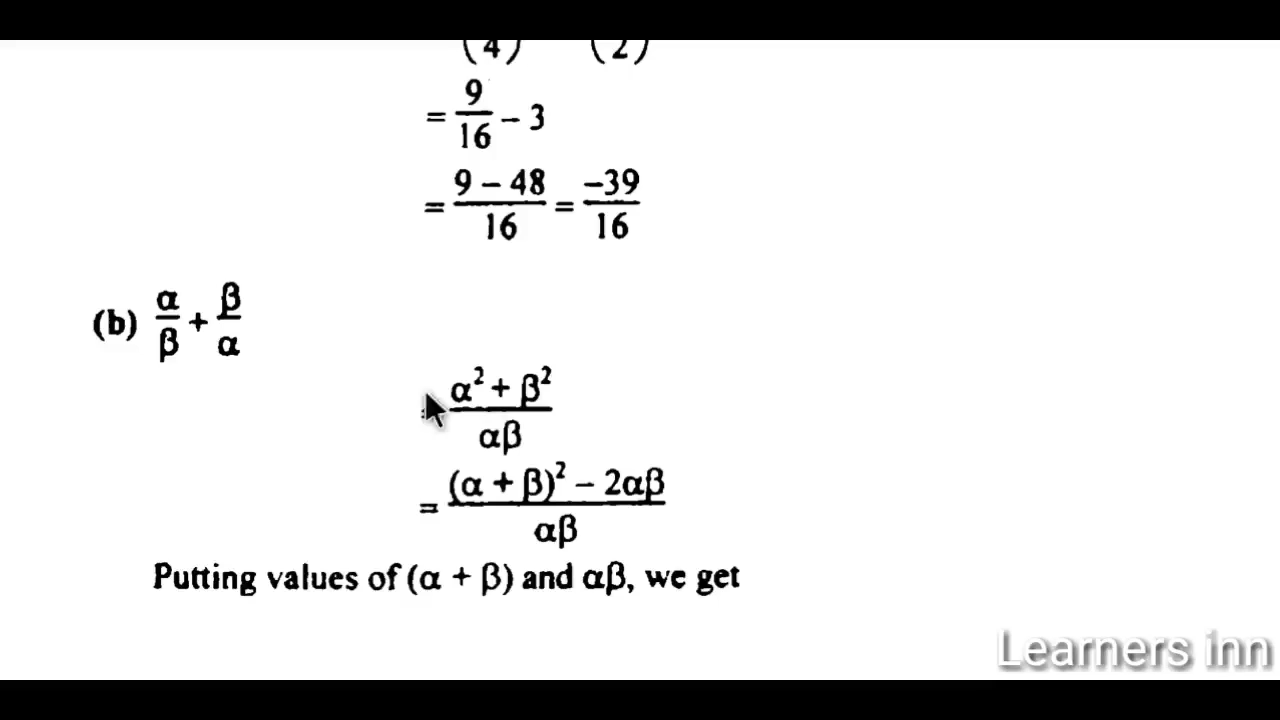 (4) (2)
= 9/16 – 3
= (9 – 48)/16 = –39/16
(b) α/β + β/α
= (α² + β²)/αβ
= ((α + β)² – 2αβ)/αβ
Putting values of (α + β) and αβ, we get
Learners inn